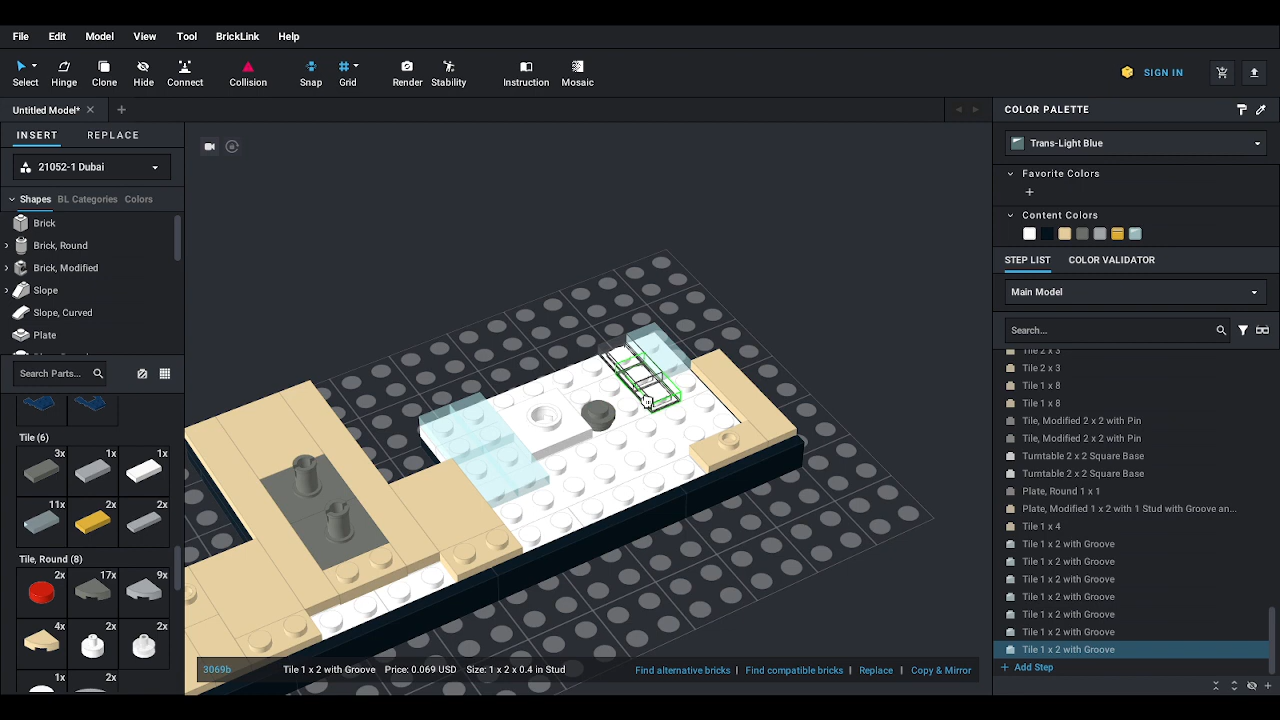 File Edit Model View Tool BrickLink Help
Select Hinge Clone Hide Connect Collision Snap Grid Render Stability Instruction Mosaic SIGN IN
Untitled Model*
INSERT REPLACE
21052-1 Dubai
Shapes BL Categories Colors
Brick
Brick, Round
Brick, Modified
Slope
Slope, Curved
Plate
Search Parts...
Tile (6)
3x 1x 1x
11x 2x 2x
Tile, Round (8)
2x 17x 9x
4x 2x 2x
1x 2x
3069b Tile 1 x 2 with Groove Price: 0.069 USD Size: 1 x 2 x 0.4 in Stud Find alternative bricks | Find compatible bricks | Replace | Copy & Mirror
COLOR PALETTE
Trans-Light Blue
Favorite Colors
Content Colors
STEP LIST COLOR VALIDATOR
Main Model
Search...
Tile 2 x 3
Tile 2 x 3
Tile 1 x 8
Tile 1 x 8
Tile, Modified 2 x 2 with Pin
Tile, Modified 2 x 2 with Pin
Turntable 2 x 2 Square Base
Turntable 2 x 2 Square Base
Plate, Round 1 x 1
Plate, Modified 1 x 2 with 1 Stud with Groove an...
Tile 1 x 4
Tile 1 x 2 with Groove
Tile 1 x 2 with Groove
Tile 1 x 2 with Groove
Tile 1 x 2 with Groove
Tile 1 x 2 with Groove
Tile 1 x 2 with Groove
Tile 1 x 2 with Groove
+ Add Step